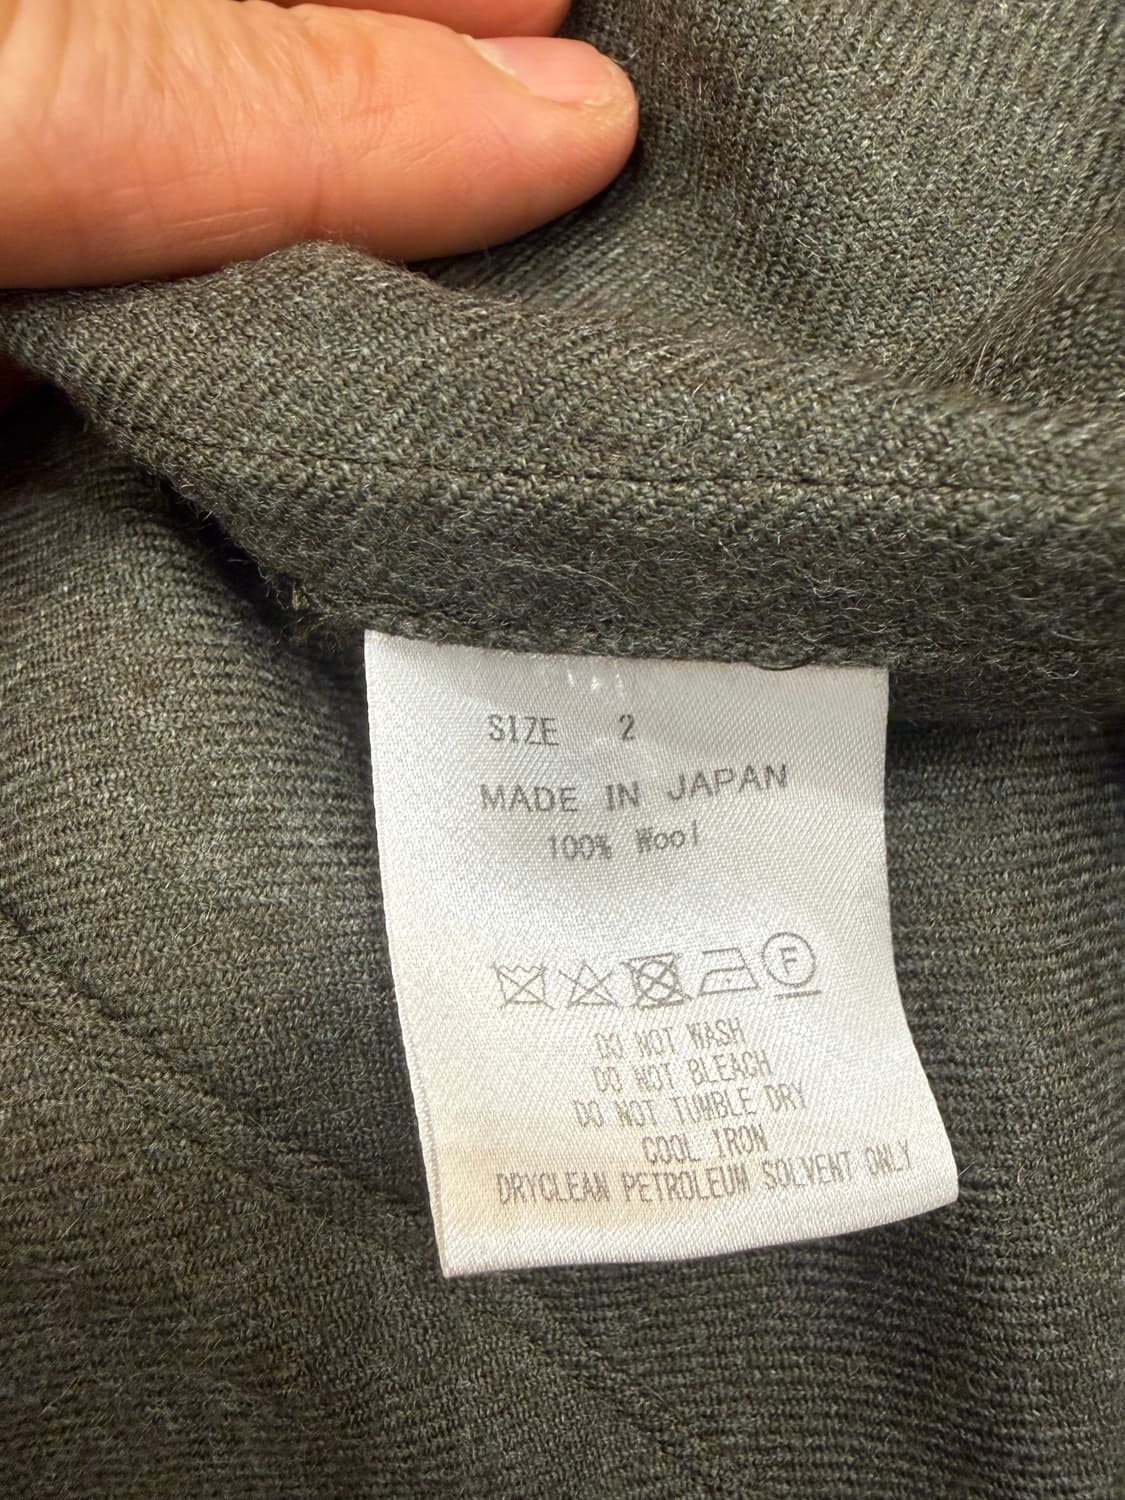 SIZE 2
MADE IN JAPAN
100% Wool
F
DO NOT WASH
DO NOT BLEACH
DO NOT TUMBLE DRY
COOL IRON
DRYCLEAN PETROLEUM SOLVENT ONLY